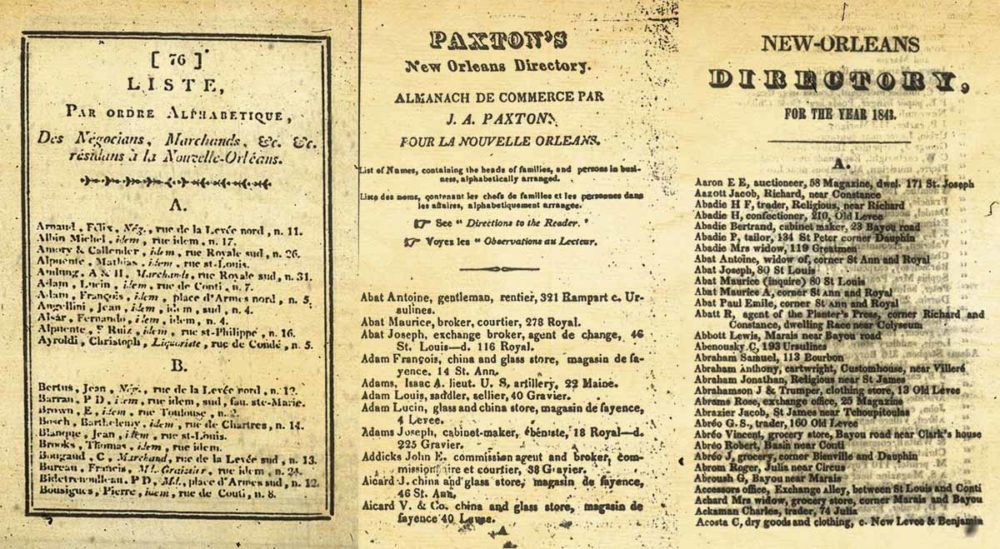 [ 76 ]
LISTE,
PAR ORDRE ALPHABETIQUE,
Des Négocians, Marchands, &c. &c.
résidans à la Nouvelle-Orléans.
A.
Arnaud, Félix, Nég., rue de la Levée nord, n. 11.
Albin Michel, idem, rue idem, n. 17.
Amory & Callender, idem, rue Royale sud, n. 26.
Alpuente, Mathias, idem, rue st-Louis.
Amlung, A & H, Marchands, rue Royale sud, n. 31.
Adam, Lucin, idem, rue de Conti, n. 7.
Adam, François, idem, place d'Armes nord, n. 5.
Angellini, Jean, idem, idem, sud, n. 4.
Alsar, Fernando, idem, idem, n. 4.
Alpuente, F Ruiz, idem, rue st-Philippe, n. 16.
Ayroldi, Christoph, Liquoriste, rue de Condé, n. 5.
B.
Bertus, Jean, Nég., rue de la Levée nord, n. 12.
Barran, P D, idem, idem, sud, fau. ste-Marie.
Brown, E, idem, rue Toulouse, n. 2.
Bosch, Barthelemy, idem, rue de Chartres, n. 14.
Blanque, Jean, idem, rue st-Louis.
Brooks, Thomas, idem, rue idem.
Bougaud, C, Marchand, rue de la Levée sud, n. 13.
Bureau, Francis, Md. Graisier, rue idem, n. 24.
Bidetrenoulleau, P D, Md., place d'Armes sud, n. 12.
Bousigues, Pierre, idem, rue de Conti, n. 8.
PAXTON'S
New Orleans Directory.
ALMANACH DE COMMERCE PAR
J. A. PAXTON,
POUR LA NOUVELLE ORLEANS.
List of Names, containing the heads of families, and persons in busi-
ness, alphabetically arranged.
Liste des noms, contenant les chefs de familles et les personnes dans
les affaires, alphabetiquement arrangée.
☞ See " Directions to the Reader."
☞ Voyes les " Observations au Lecteur.
Abat Antoine, gentleman, rentier, 321 Rampart c. Ur-
sulines.
Abat Maurice, broker, courtier, 278 Royal.
Abat Joseph, exchange broker, agent de change, 46
St. Louis—d. 116 Royal.
Adam François, china and glass store, magasin de fa-
yence, 14 St. Ann.
Adams, Isaac A. lieut. U. S, artillery, 22 Maine.
Adam Louis, saddler, sellier, 40 Gravier.
Adam Lucin, glass and china store, magasin de fayence,
4 Levee.
Adams Joseph, cabinet-maker, ébéniste, 18 Royal—d.
225 Gravier.
Addicks John E. commission agent and broker, com-
missionnaire et courtier, 38 Gravier.
Aicard J. china and glass store, magasin de fayence,
46 St. Ann.
Aicard V. & Co. china and glass store, magasin de
fayence 40 Levee.
NEW-ORLEANS
DIRECTORY,
FOR THE YEAR 1843.
A.
Aaron E E, auctioneer, 58 Magazine, dwel. 171 St. Joseph
Aazott Jacob, Richard, near Constance
Abadie H F, trader, Religious, near Richard
Abadie H, confectioner, 210, Old Levee
Abadie Bertrand, cabinet maker, 23 Bayou road
Abadie P, tailor, 134 St Peter corner Dauphin
Abadie Mrs widow, 119 Greatmen
Abat Antoine, widow of, corner St Ann and Royal
Abat Joseph, 80 St Louis
Abat Maurice (inquire) 80 St Louis
Abat Maurice A, corner St Ann and Royal
Abat Paul Emile, corner St Ann and Royal
Abatt R, agent of the Planter's Press, corner Richard and
Constance, dwelling Race near Colyseum
Abbott Lewis, Marais near Bayou road
Abenousky C, 193 Ursulines
Abraham Samuel, 113 Bourbon
Abraham Anthony, cartwright, Customhouse, near Villeré
Abraham Jonathan, Religious near St James
Abrahamson J & Trumper, clothing store, 13 Old Levee
Abrams Rose, exchange office, 25 Magazine
Abrazier Jacob, St James near Tchoupitoulas
Abréo G. S., trader, 160 Old Levee
Abréo Vincent, grocery store, Bayou road near Clark's house
Abréo Robert, Basin near Conti
Abréo J, grocery, corner Bienville and Dauphin
Abrom Roger, Julia near Circus
Abroush G, Bayou near Marais
Accessors office, Exchange Alley, between St Louis and Conti
Achard Mrs widow, grocery store, corner Marais and Bayou
Ackaman Charles, trader, 74 Julia
Acosta C, dry goods and clothing, c. New Levee & Benjamin